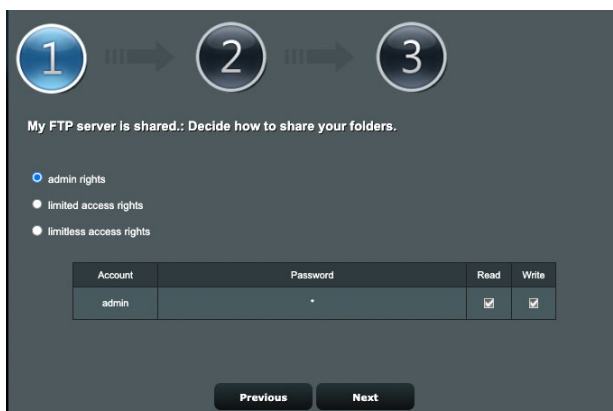 1 2 3
My FTP server is shared.: Decide how to share your folders.
admin rights
limited access rights
limitless access rights
Account Password Read Write
admin *
Previous Next